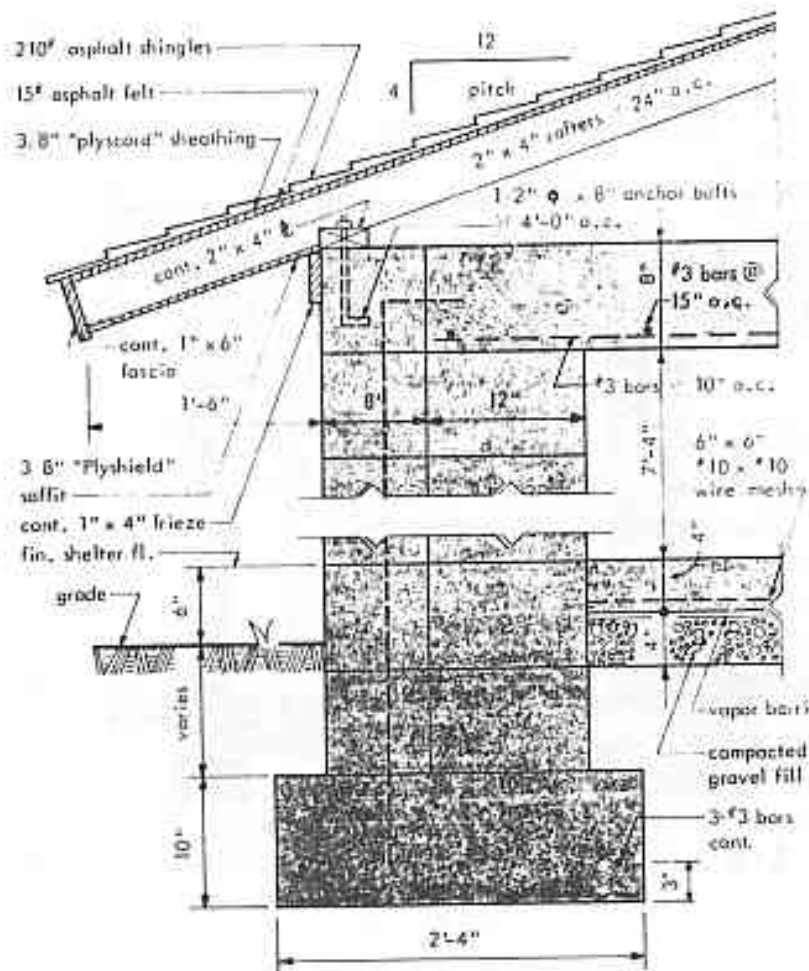 210# asphalt shingles
15# asphalt felt
3/8" "plyscord" sheathing
12
4
pitch
2" × 4" rafters - 24" o.c.
cont. 2" × 4" ℄
1/2" φ × 8" anchor bolts
4'-0" o.c.
8"
#3 bars @
15" o.c.
cont. 1" × 6"
fascia
#3 bars - 10" o.c.
1'-6"
8"
12"
d
7'-4"
6" × 6"
#10 × #10
wire mesh
3/8" "Plyshield"
soffit
cont. 1" × 4" frieze
fin. shelter fl.
4"
grade
6"
4"
varies
vapor barri
compacted
gravel fill
10"
3-#3 bars
cont.
3"
2'-4"